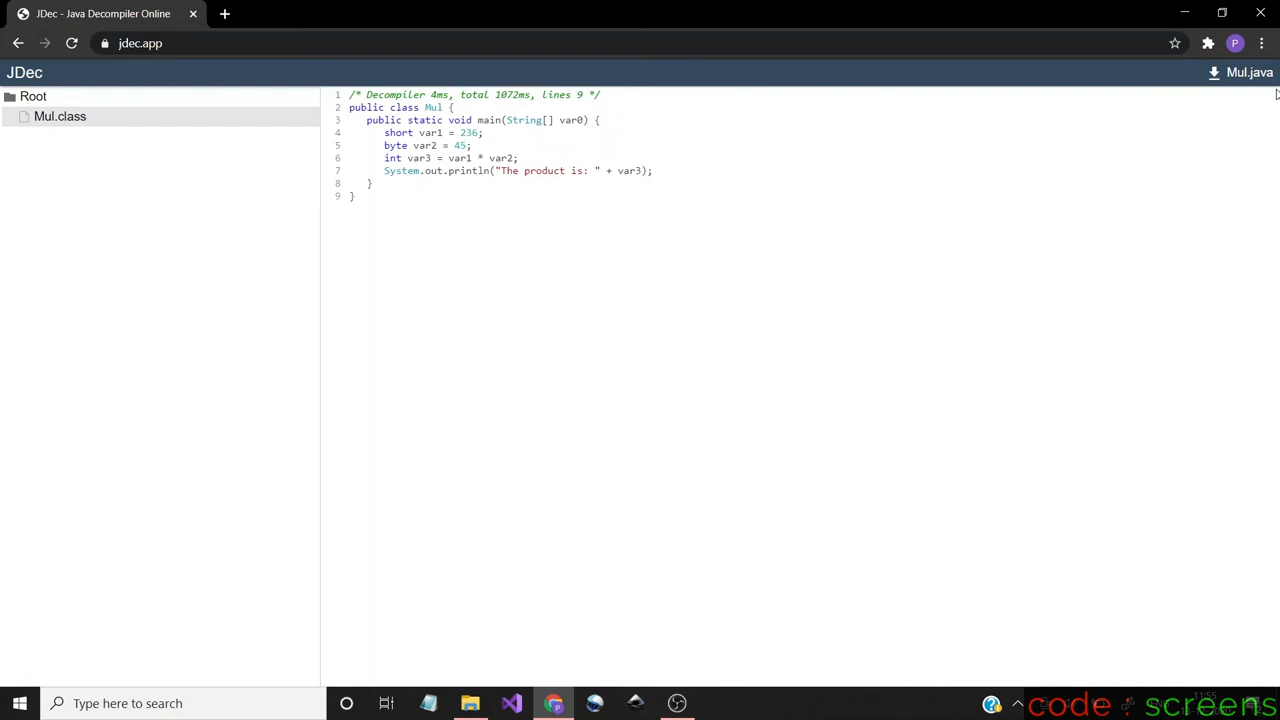 JDec - Java Decompiler Online
jdec.app
P
JDec
Mul.java
Root
Mul.class
1 /* Decompiler 4ms, total 1072ms, lines 9 */
2 public class Mul {
3 public static void main(String[] var0) {
4 short var1 = 236;
5 byte var2 = 45;
6 int var3 = var1 * var2;
7 System.out.println("The product is: " + var3);
8 }
9 }
Type here to search
P
11:55
code screens